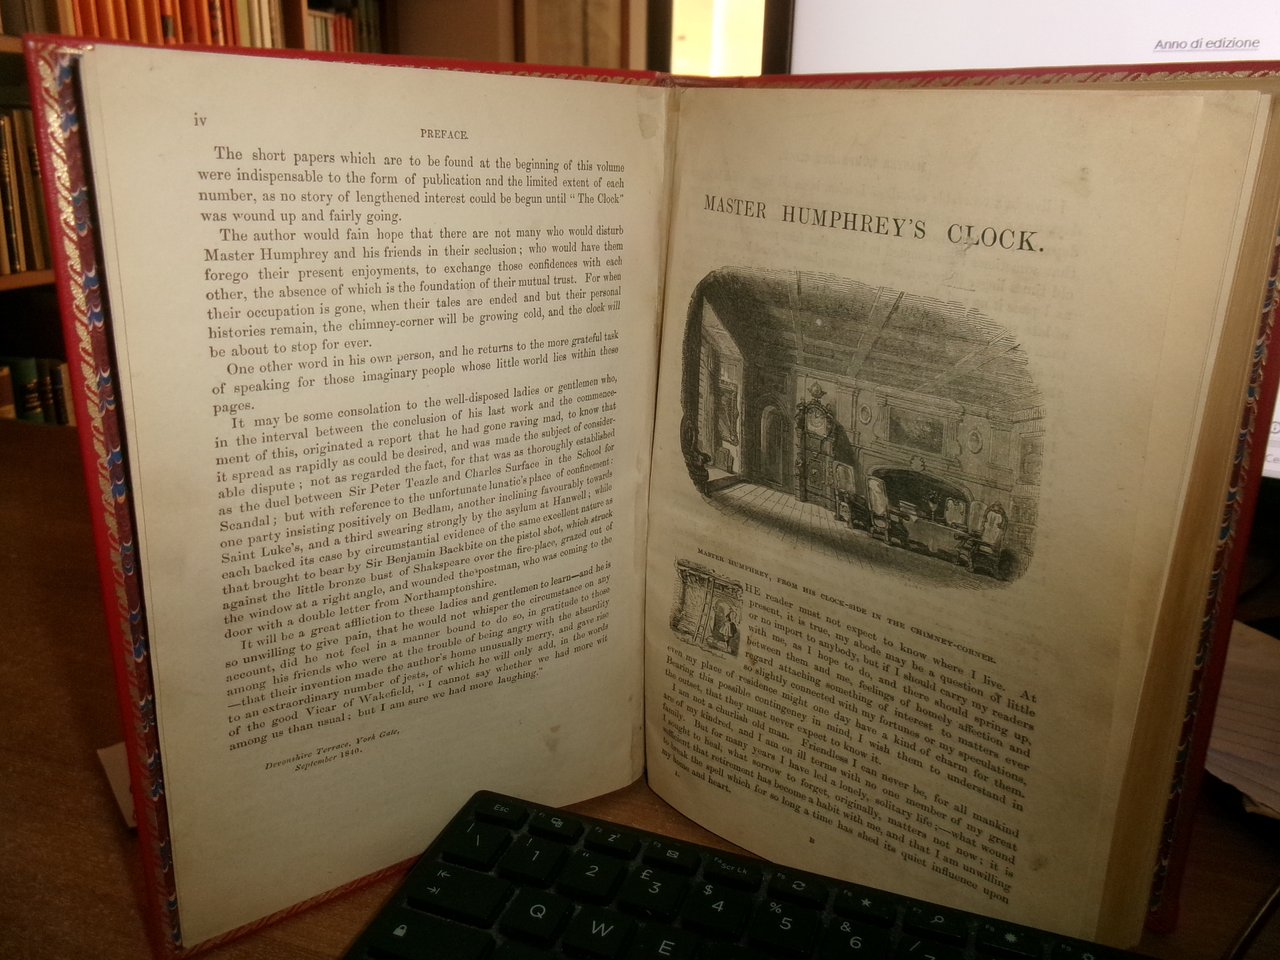 Anno di edizione
iv
PREFACE.
The short papers which are to be found at the beginning of this volume
were indispensable to the form of publication and the limited extent of each
number, as no story of lengthened interest could be begun until “The Clock”
was wound up and fairly going.
The author would fain hope that there are not many who would disturb
Master Humphrey and his friends in their seclusion; who would have them
forego their present enjoyments, to exchange those confidences with each
other, the absence of which is the foundation of their mutual trust. For when
their occupation is gone, when their tales are ended and but their personal
histories remain, the chimney-corner will be growing cold, and the clock will
be about to stop for ever.
One other word in his own person, and he returns to the more grateful task
of speaking for those imaginary people whose little world lies within these
pages.
It may be some consolation to the well-disposed ladies or gentlemen who,
in the interval between the conclusion of his last work and the commence-
ment of this, originated a report that he had gone raving mad, to know that
it spread as rapidly as could be desired, and was made the subject of consider-
able dispute; not as regarded the fact, for that was as thoroughly established
as the duel between Sir Peter Teazle and Charles Surface in the School for
Scandal; but with reference to the unfortunate lunatic's place of confinement:
one party insisting positively on Bedlam, another inclining favourably towards
Saint Luke's, and a third swearing strongly by the asylum at Hanwell; while
each backed its case by circumstantial evidence of the same excellent nature as
that brought to bear by Sir Benjamin Backbite on the pistol shot, which struck
against the little bronze bust of Shakspeare over the fire-place, grazed out of
the window at a right angle, and wounded the postman, who was coming to the
door with a double letter from Northamptonshire.
It will be a great affliction to these ladies and gentlemen to learn—and he is
so unwilling to give pain, that he would not whisper the circumstance on any
account, did he not feel in a manner bound to do so, in gratitude to those
among his friends who were at the trouble of being angry with the absurdity
—that their invention made the author's home unusually merry, and gave rise
to an extraordinary number of jests, of which he will only add, in the words
of the good Vicar of Wakefield, “I cannot say whether we had more wit
among us than usual; but I am sure we had more laughing.”
Devonshire Terrace, York Gate,
September 1840.
MASTER HUMPHREY'S CLOCK.
MASTER HUMPHREY, FROM HIS CLOCK-SIDE IN THE CHIMNEY-CORNER.
THE reader must not expect to know where I live. At
present, it is true, my abode may be a question of little
or no import to anybody, but if I should carry my readers
with me, as I hope to do, and there should spring up,
between them and me, feelings of homely affection and
regard attaching something of interest to matters ever
so slightly connected with my fortunes or my speculations,
even my place of residence might one day have a kind of charm for them.
Bearing this possible contingency in mind, I wish them to understand in
the outset, that they must never expect to know it.
I am not a churlish old man. Friendless I can never be, for all mankind
are of my kindred, and I am on ill terms with no one member of my great
family. But for many years I have led a lonely, solitary life;—what wound
I sought to heal, what sorrow to forget, originally, matters not now; it is
sufficient that retirement has become a habit with me, and that I am unwilling
to break the spell which for so long a time has shed its quiet influence upon
my home and heart.
1.
B
Esc
F1
F2
Scr Lk
\
!
1
"
2
£
3
$
4
%
5
&
6
/
7
Q
W
E